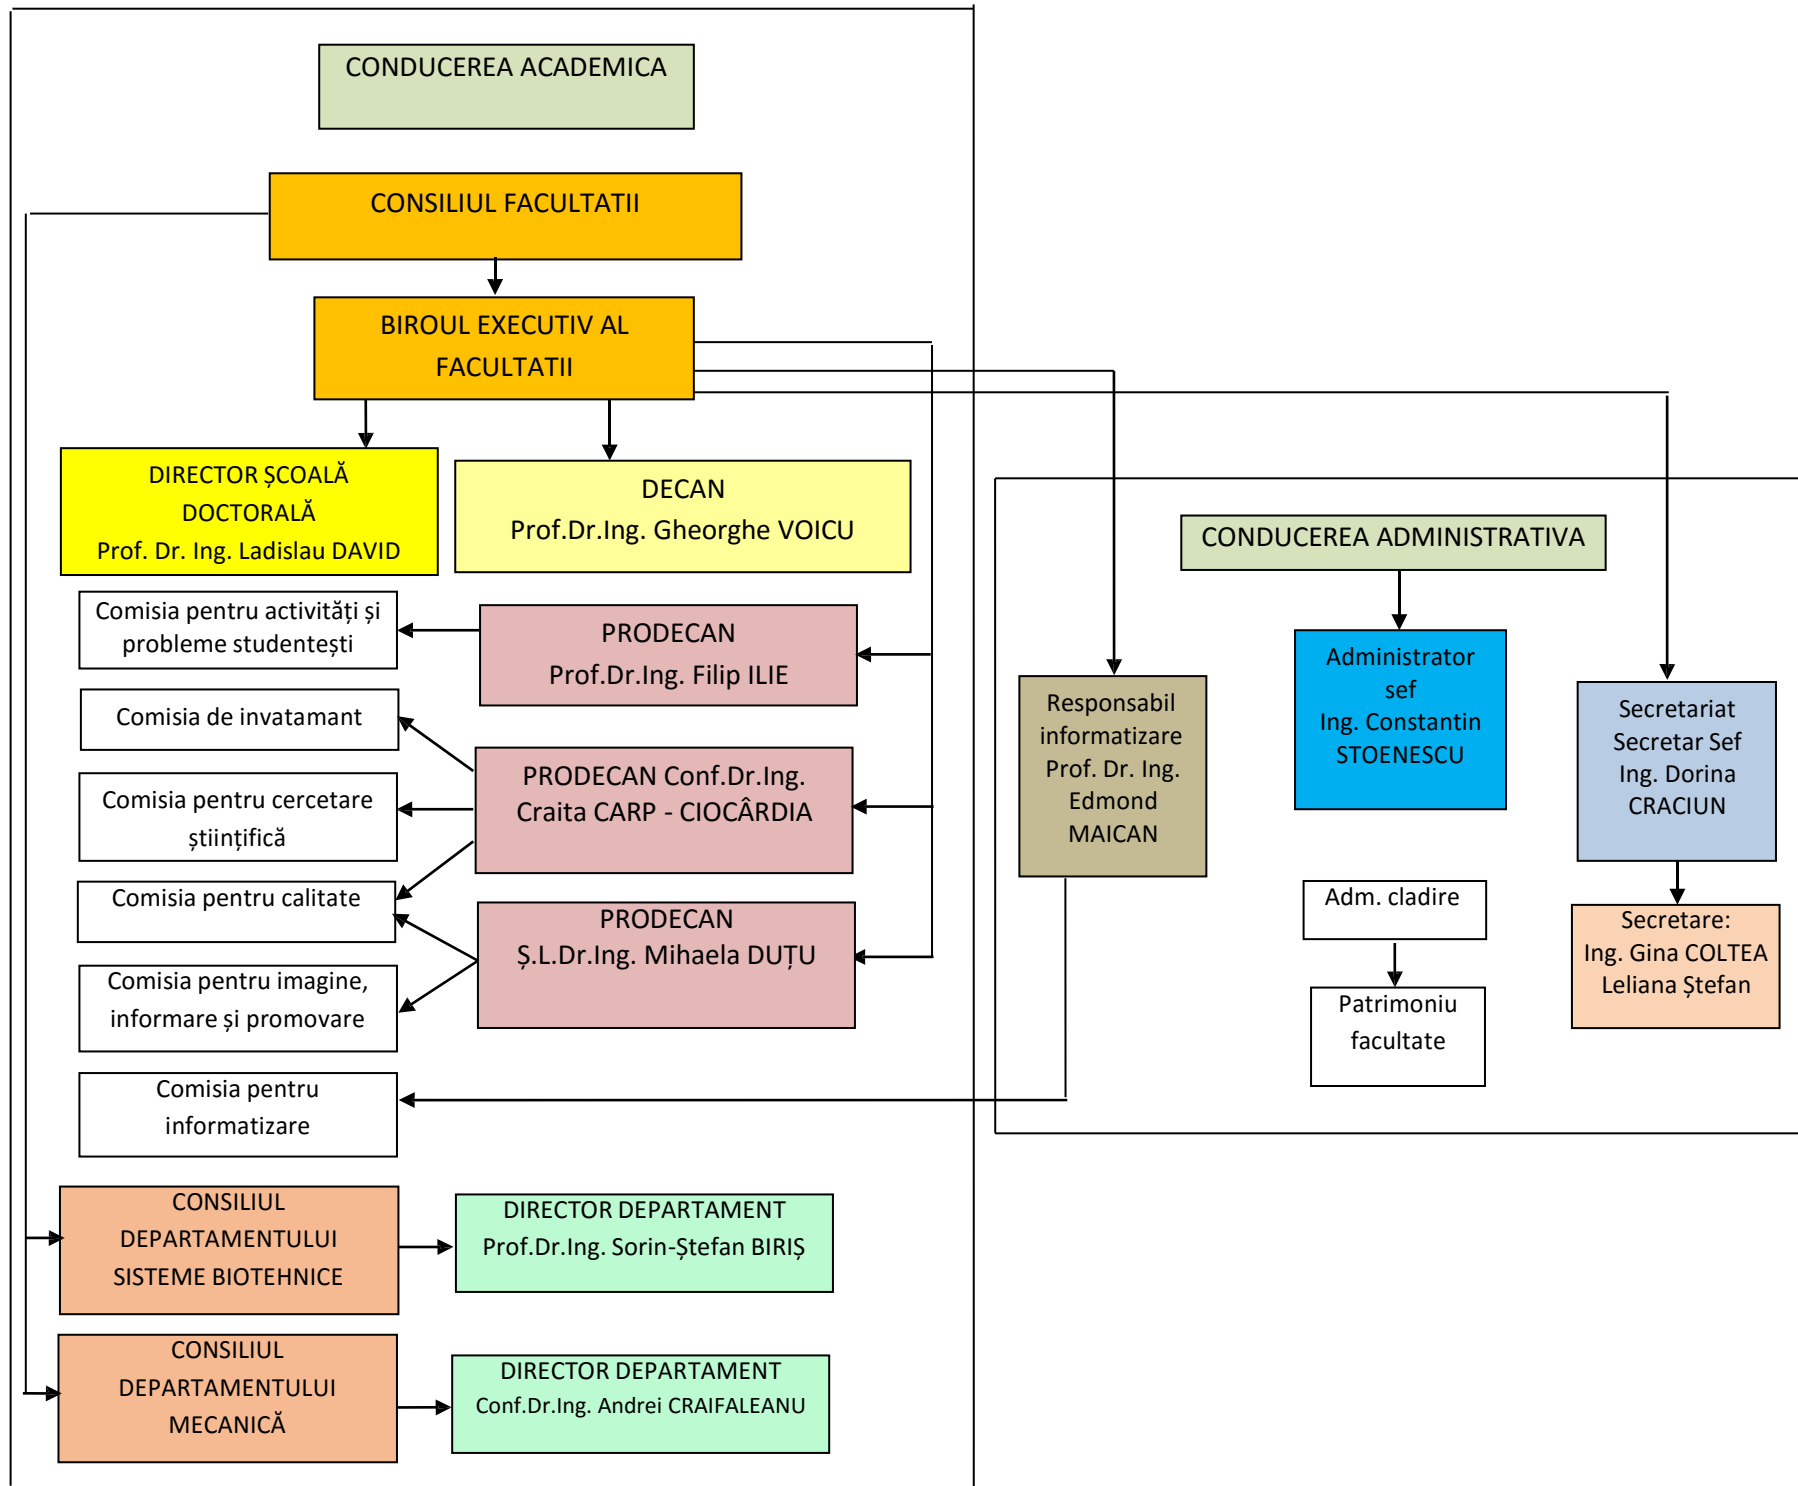 CONDUCEREA ACADEMICA
CONSILIUL FACULTATII
BIROUL EXECUTIV AL
FACULTATII
DIRECTOR ȘCOALĂ
DOCTORALĂ
Prof. Dr. Ing. Ladislau DAVID
DECAN
Prof.Dr.Ing. Gheorghe VOICU
Comisia pentru activități și
probleme studentești
PRODECAN
Prof.Dr.Ing. Filip ILIE
Comisia de invatamant
Comisia pentru cercetare
științifică
PRODECAN Conf.Dr.Ing.
Craita CARP - CIOCÂRDIA
Comisia pentru calitate
PRODECAN
Ș.L.Dr.Ing. Mihaela DUȚU
Comisia pentru imagine,
informare și promovare
Comisia pentru
informatizare
CONSILIUL
DEPARTAMENTULUI
SISTEME BIOTEHNICE
DIRECTOR DEPARTAMENT
Prof.Dr.Ing. Sorin-Ștefan BIRIȘ
CONSILIUL
DEPARTAMENTULUI
MECANICĂ
DIRECTOR DEPARTAMENT
Conf.Dr.Ing. Andrei CRAIFALEANU
CONDUCEREA ADMINISTRATIVA
Responsabil
informatizare
Prof. Dr. Ing.
Edmond
MAICAN
Administrator
sef
Ing. Constantin
STOENESCU
Secretariat
Secretar Sef
Ing. Dorina
CRACIUN
Adm. cladire
Patrimoniu
facultate
Secretare:
Ing. Gina COLTEA
Leliana Ștefan